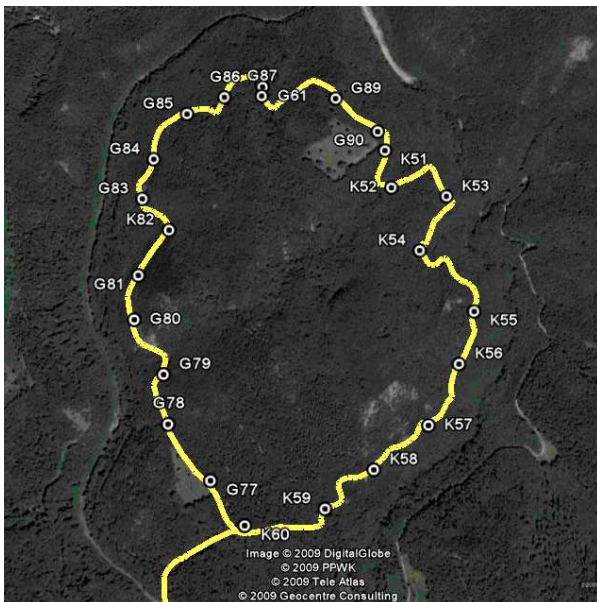 G87
G86
G61
G89
G85
G90
K51
G84
K52
G83
K53
K82
K54
G81
G80
K55
K56
G79
G78
K57
K58
G77
K59
K60
Image © 2009 DigitalGlobe
© 2009 PPWK
© 2009 Tele Atlas
© 2009 Geocentre Consulting